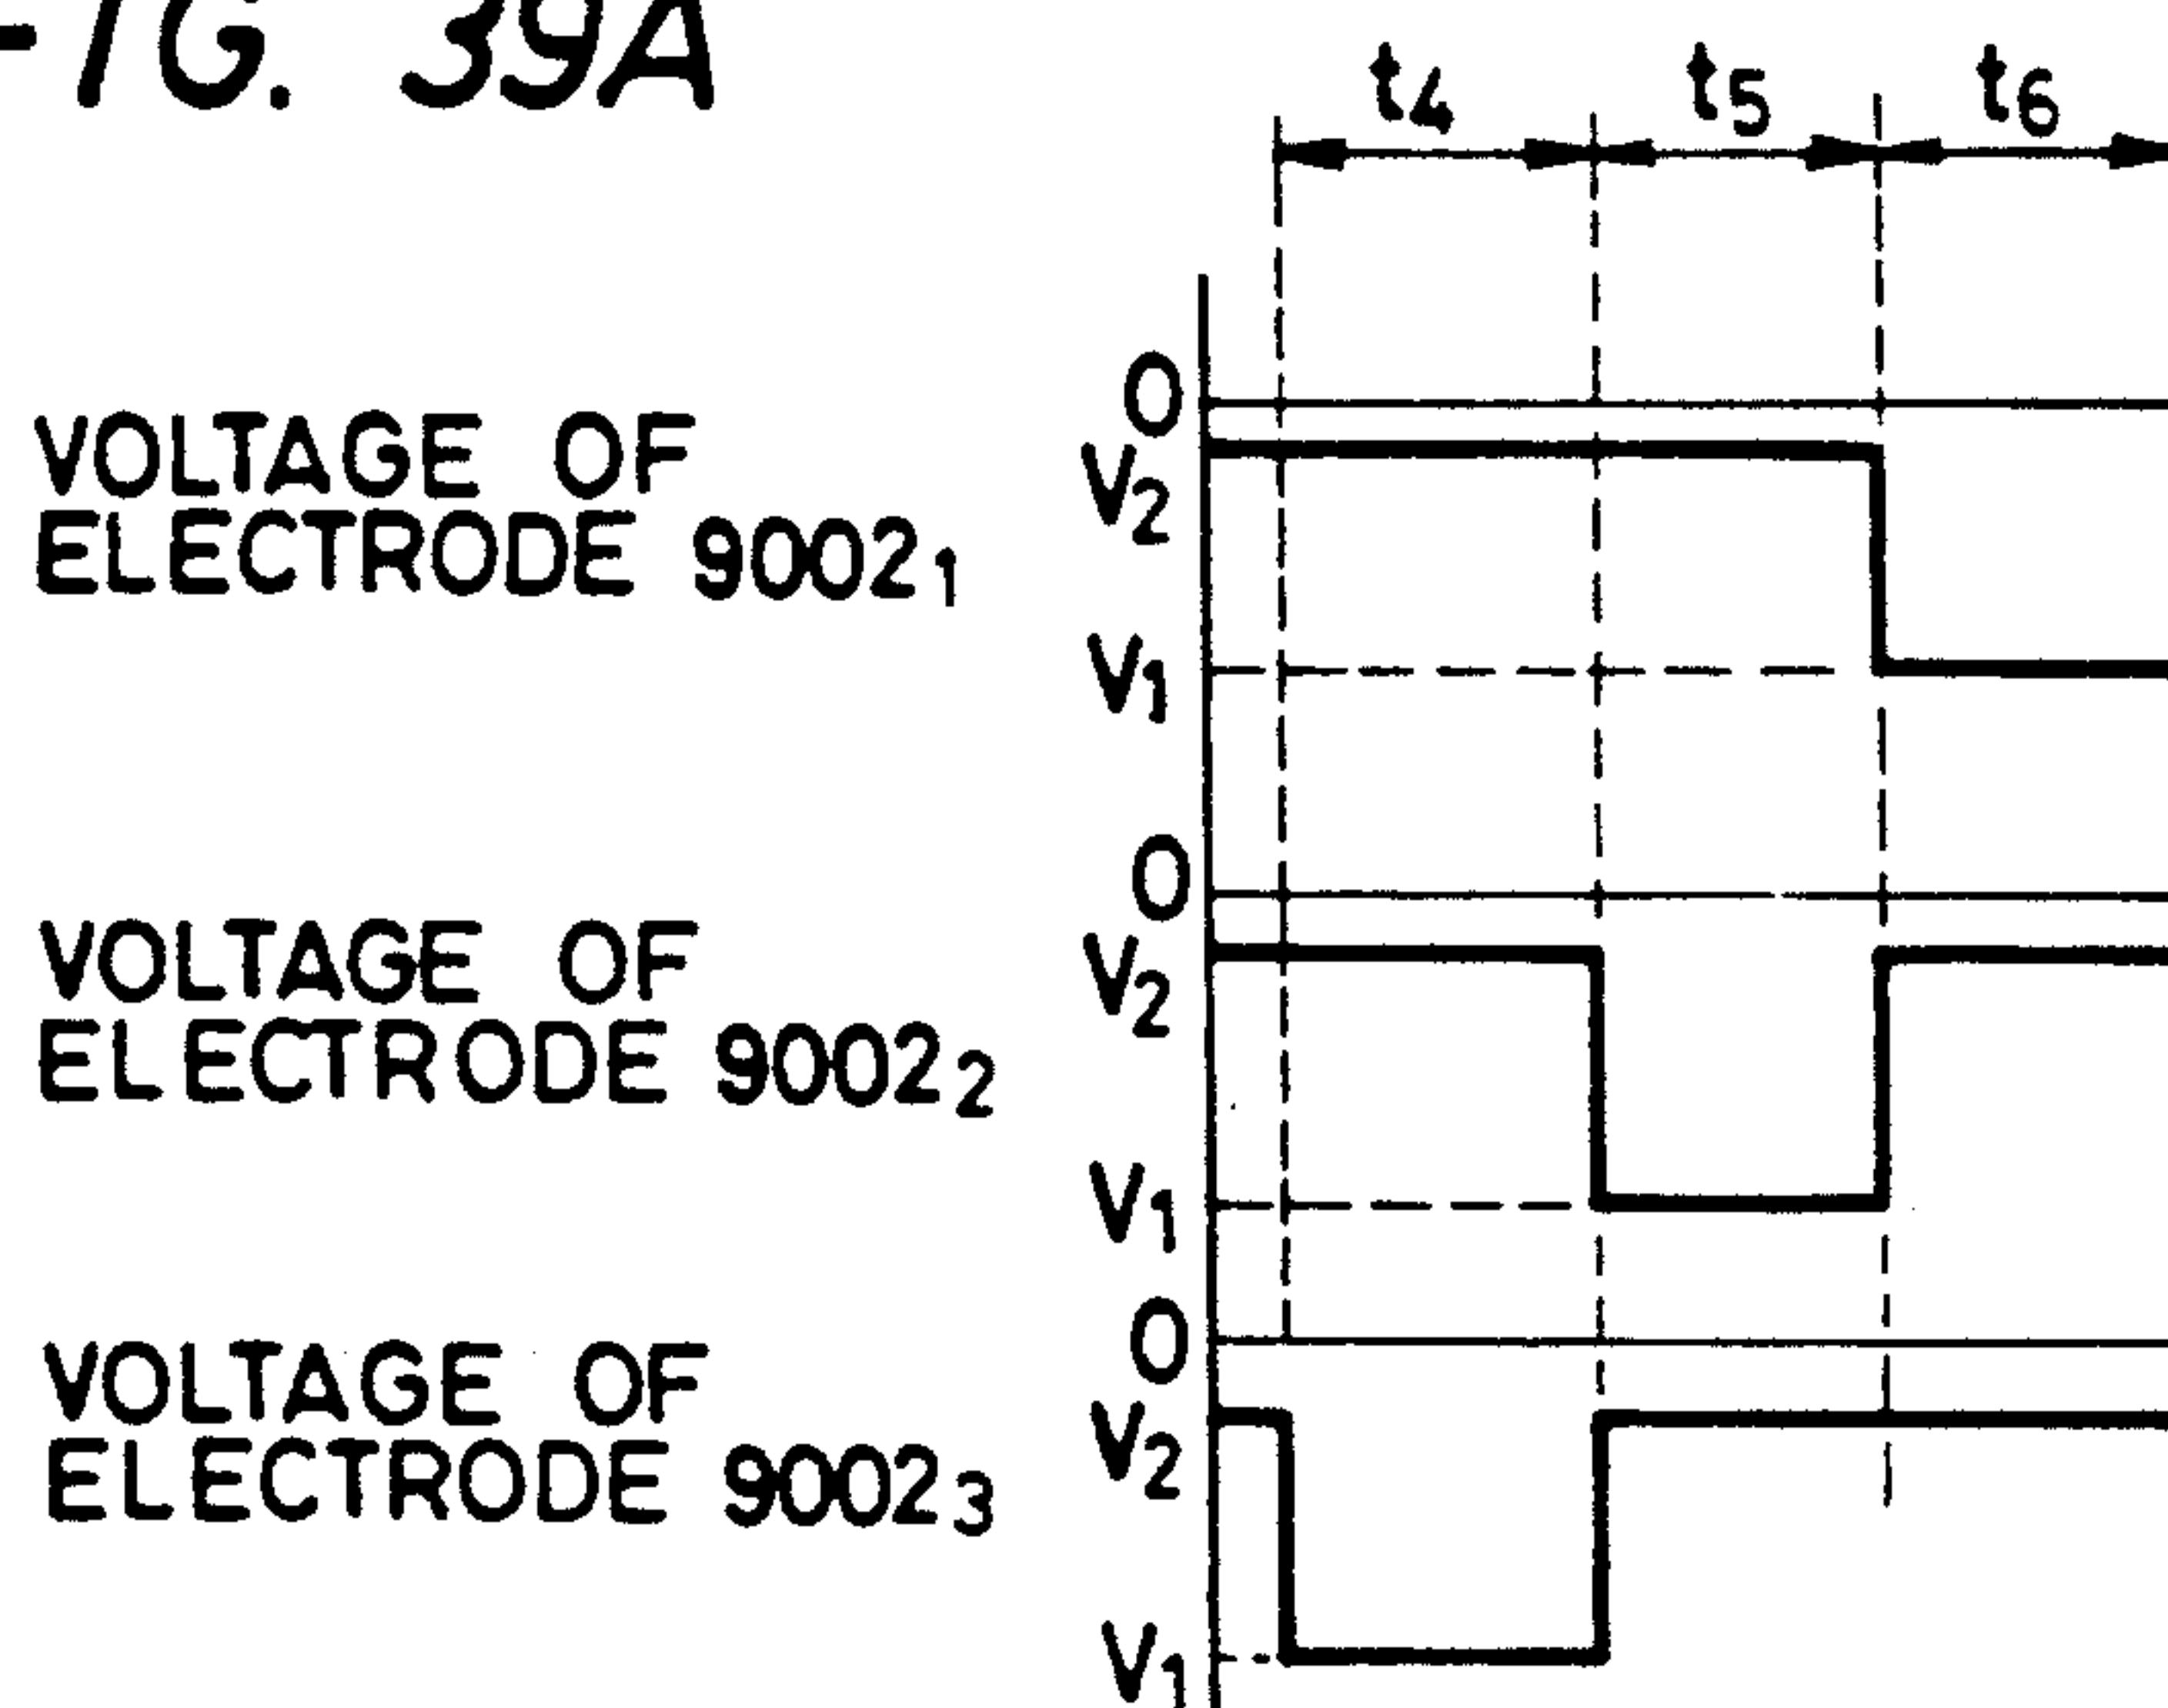 -IG. 39A
t4 t5 t6
0
VOLTAGE OF
V2
ELECTRODE 90021
V1
0
VOLTAGE OF
V2
ELECTRODE 90022
V1
0
VOLTAGE OF
V2
ELECTRODE 90023
V1